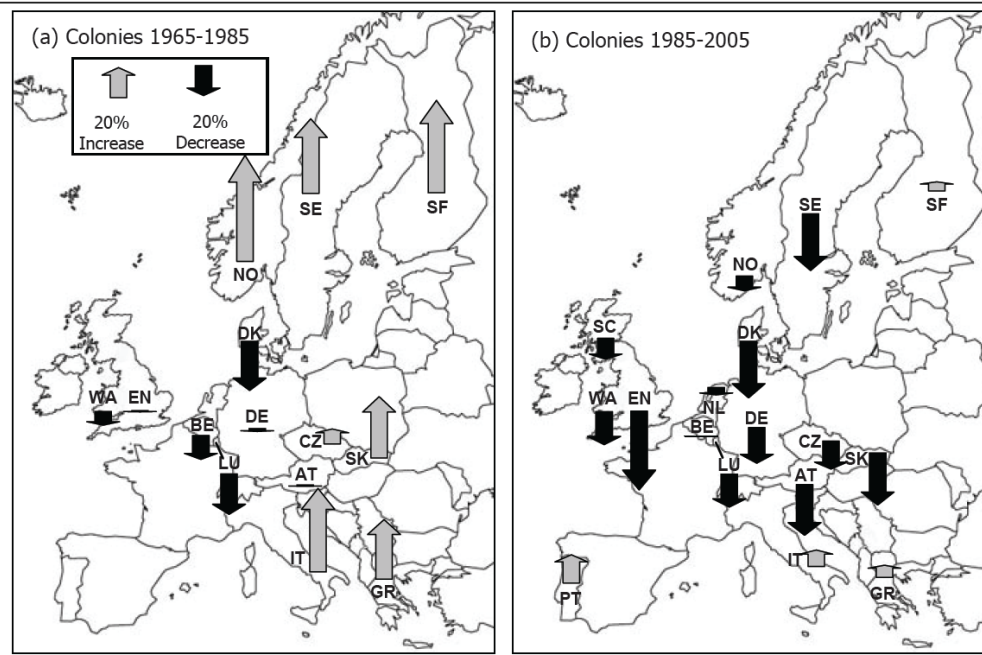 (a) Colonies 1965-1985
20%
Increase
20%
Decrease
SE
SF
NO
DK
WA
EN
BE
DE
CZ
SK
LU
AT
IT
GR
(b) Colonies 1985-2005
SE
SF
NO
SC
DK
WA
EN
NL
BE
DE
CZ
SK
LU
AT
IT
PT
GR